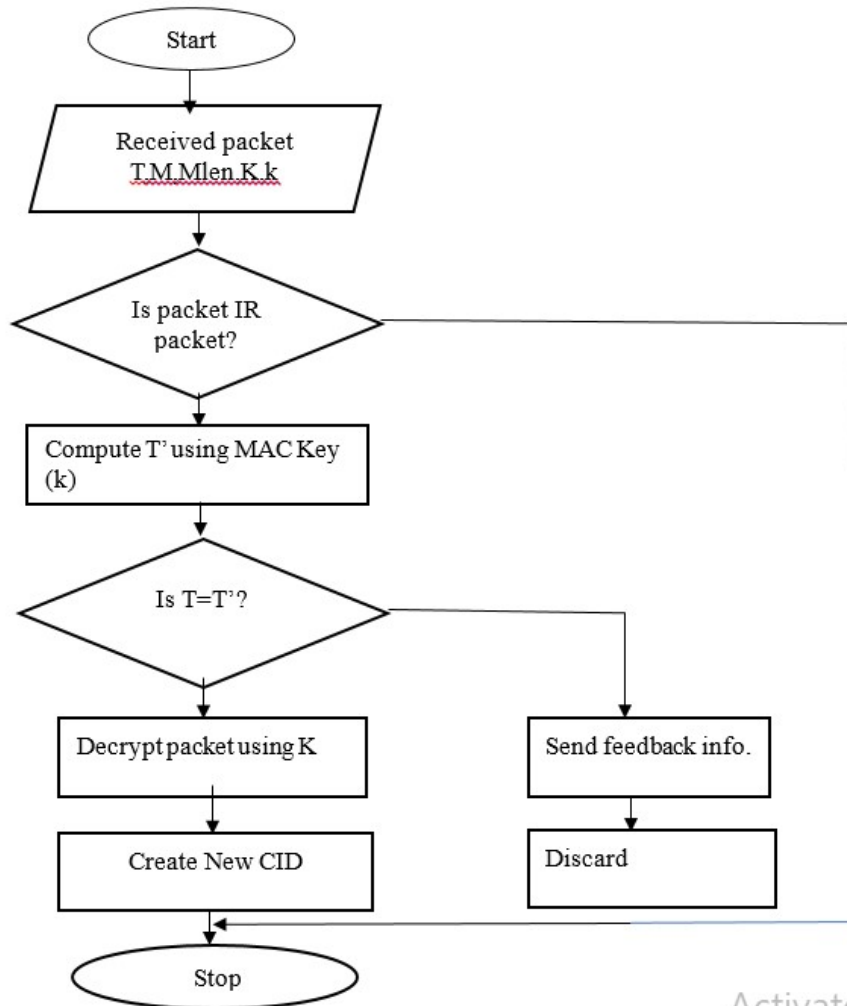 Start
Received packet
T.M.Mlen.K.k
Is packet IR
packet?
Compute T’ using MAC Key
(k)
Is T=T’?
Decrypt packet using K
Send feedback info.
Create New CID
Discard
Stop
Activate